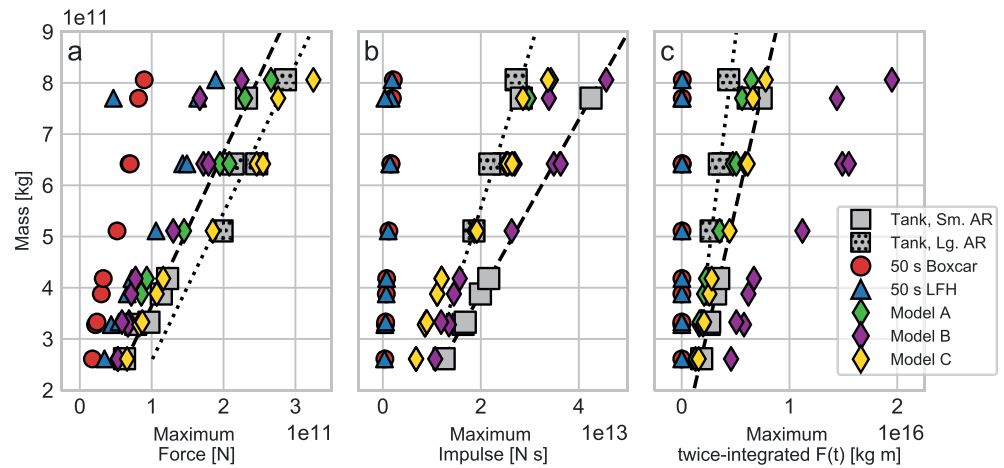 1e11
9
8
7
6
5
4
3
2
Mass [kg]
a
b
c
0
1
2
3
1e11
Maximum
Force [N]
0
2
4
1e13
Maximum
Impulse [N s]
0
1
2
1e16
Maximum
twice-integrated F(t) [kg m]
Tank, Sm. AR
Tank, Lg. AR
50 s Boxcar
50 s LFH
Model A
Model B
Model C